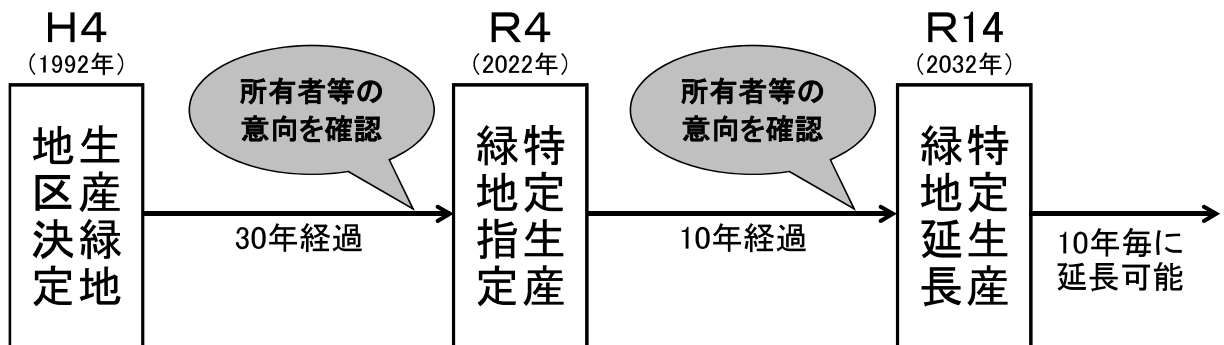 H4
(1992年)
生産緑地
地区決定
所有者等の
意向を確認
30年経過
R4
(2022年)
特定生産
緑地指定
所有者等の
意向を確認
10年経過
R14
(2032年)
特定生産
緑地延長
10年毎に
延長可能